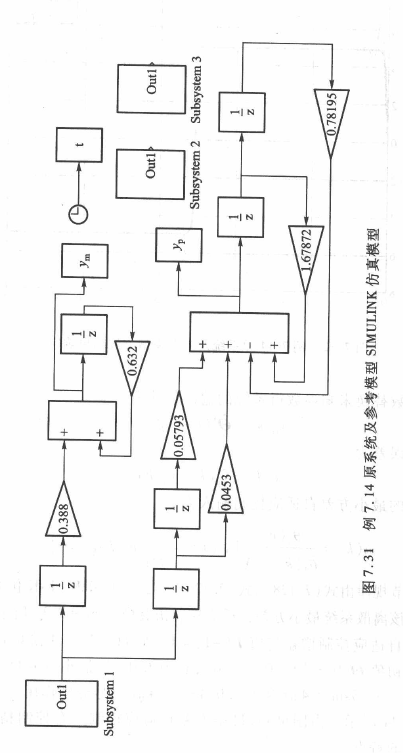 Out1
Subsystem 1
1
z
0.388
+
+
1
z
0.632
y_m
t
Out1
Subsystem 2
Out1
Subsystem 3
1
z
1
z
0.05793
0.0453
+
+
-
+
y_p
1
z
1.67872
1
z
0.78195
图 7.31 例 7.14 原系统及参考模型 SIMULINK 仿真模型